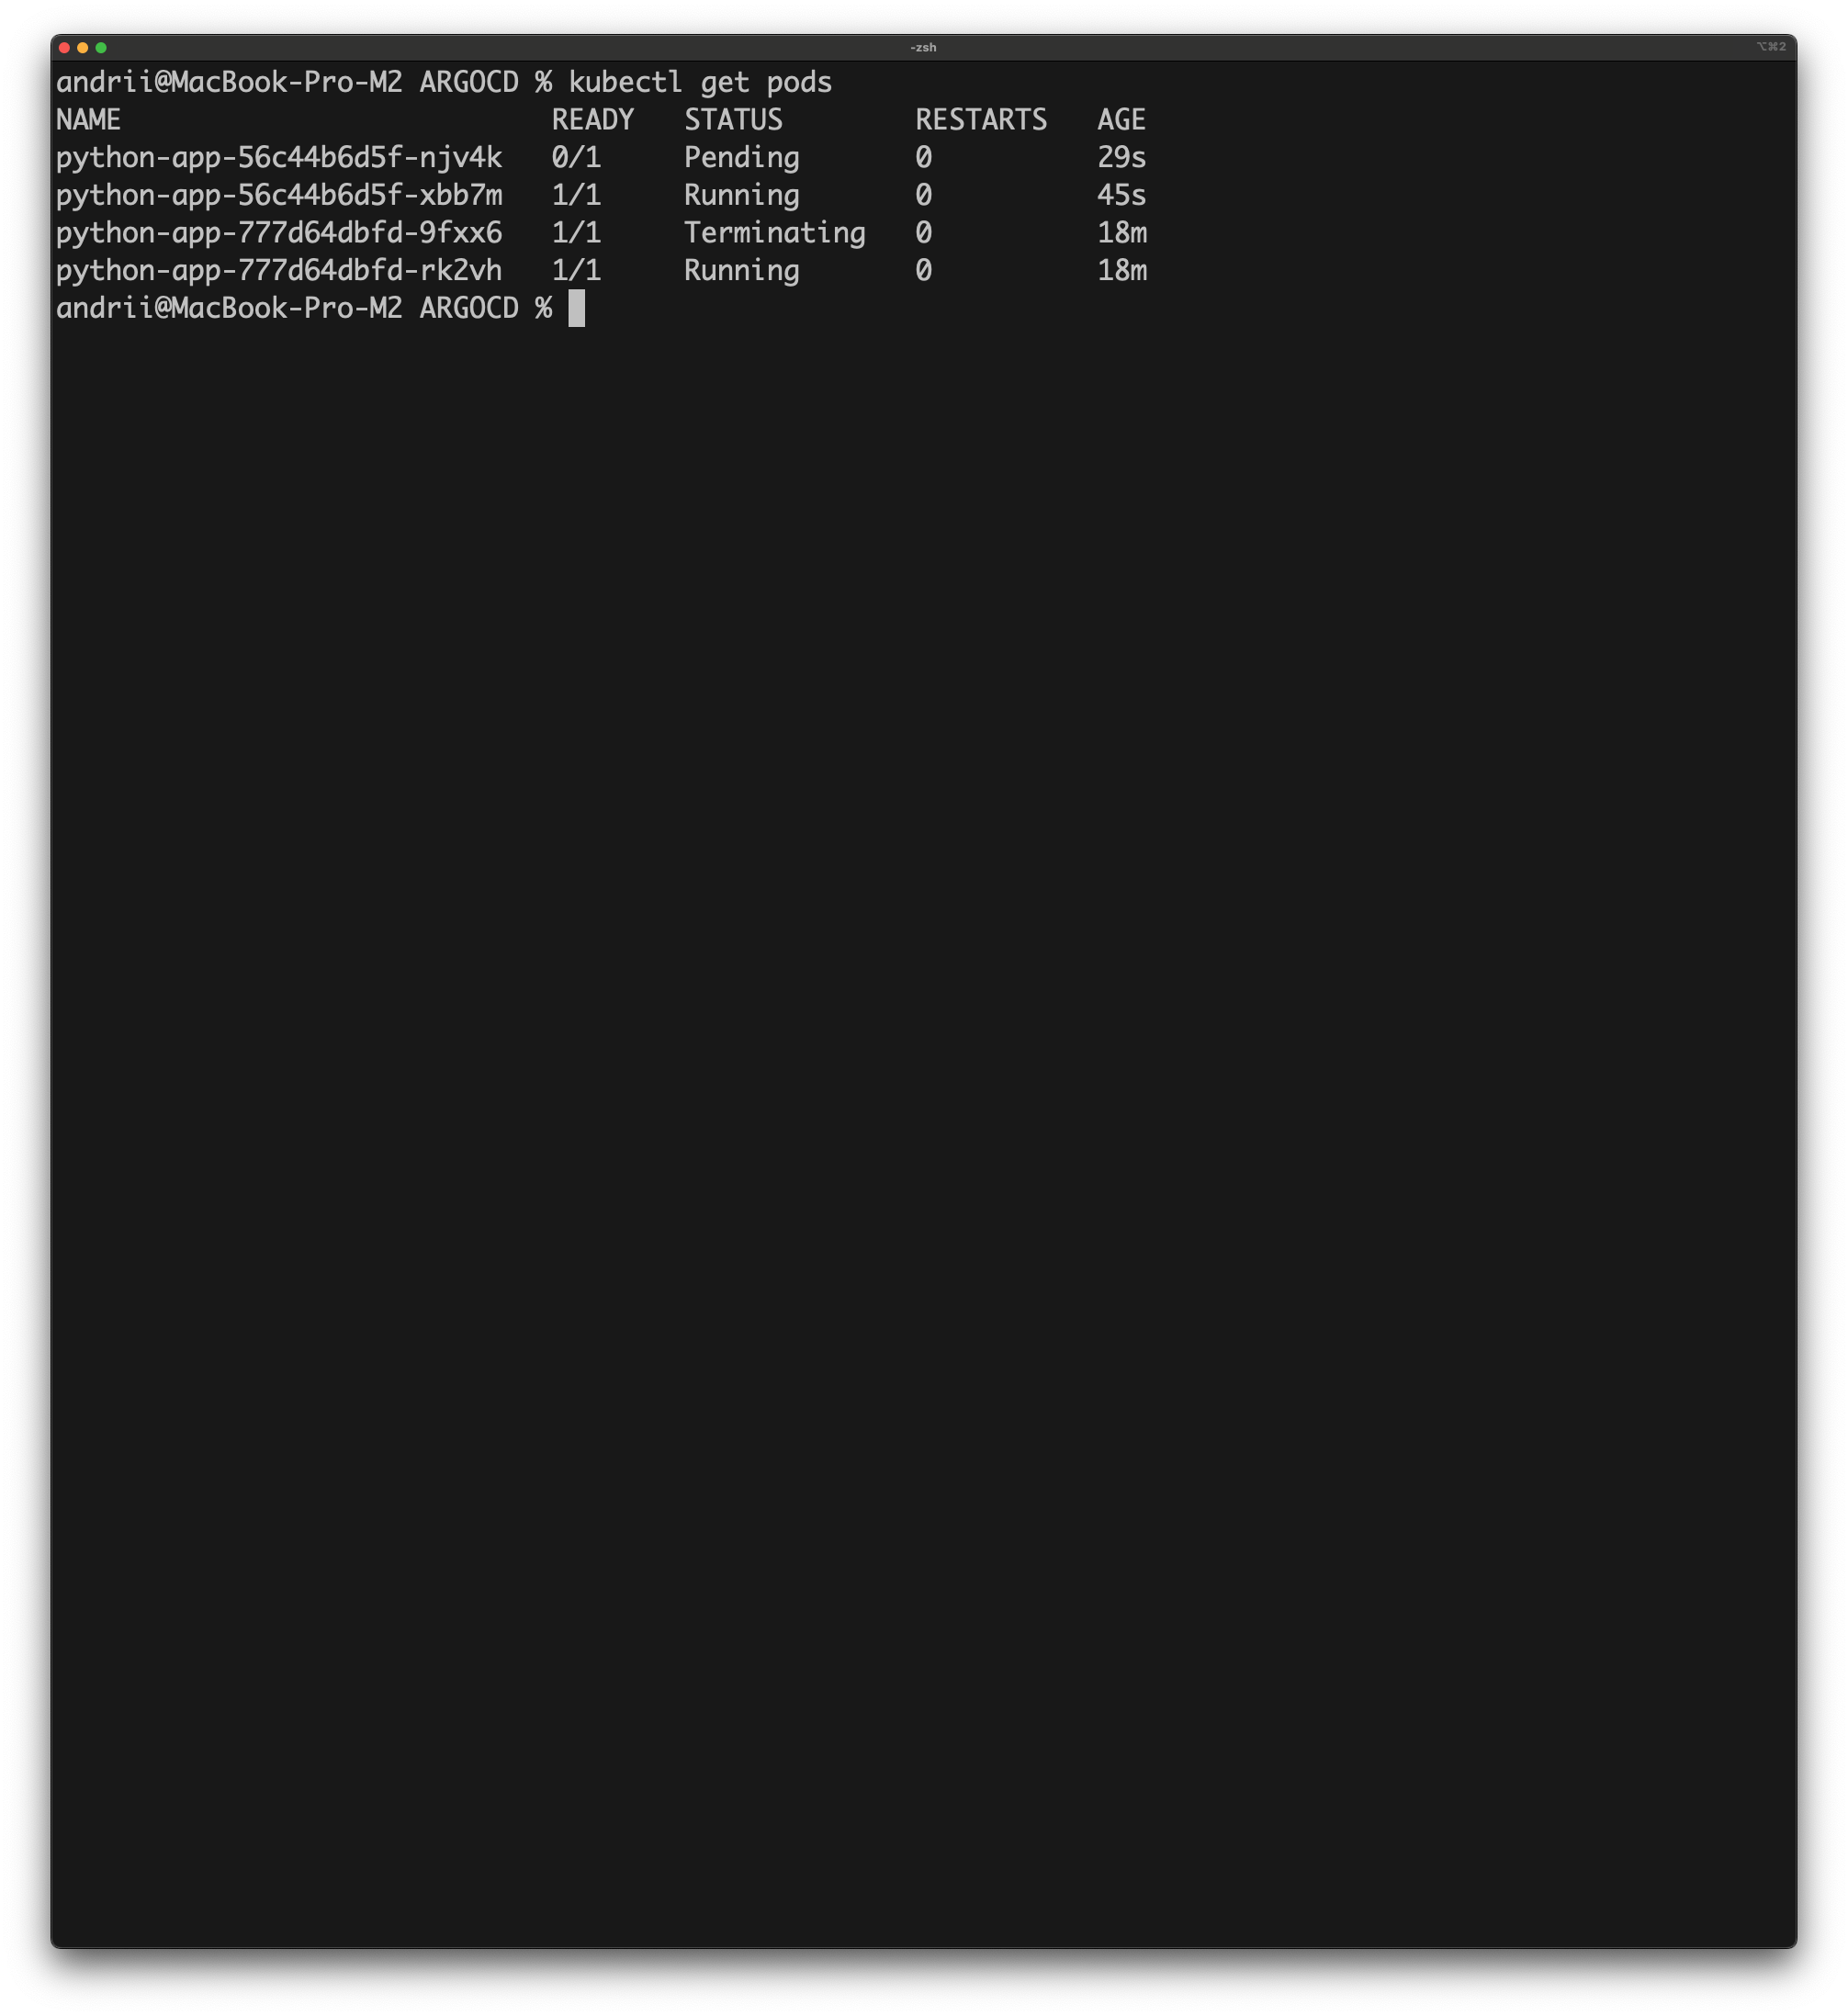 -zsh
⌥⌘2
andrii@MacBook-Pro-M2 ARGOCD % kubectl get pods
NAME                          READY   STATUS        RESTARTS   AGE
python-app-56c44b6d5f-njv4k   0/1     Pending       0          29s
python-app-56c44b6d5f-xbb7m   1/1     Running       0          45s
python-app-777d64dbfd-9fxx6   1/1     Terminating   0          18m
python-app-777d64dbfd-rk2vh   1/1     Running       0          18m
andrii@MacBook-Pro-M2 ARGOCD %